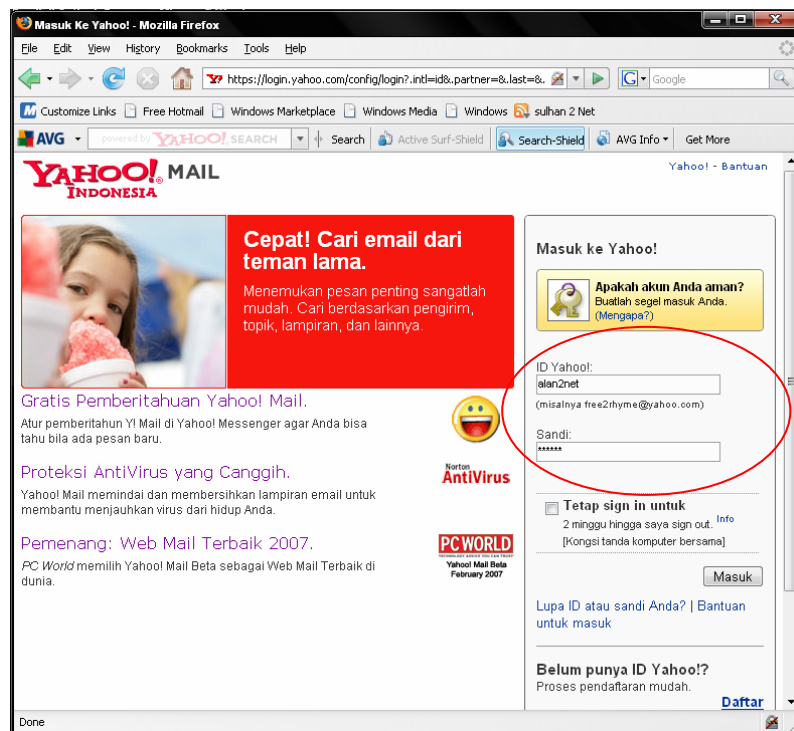 Masuk Ke Yahoo! - Mozilla Firefox
File Edit View History Bookmarks Tools Help
https://login.yahoo.com/config/login?.intl=id&.partner=&.last=&. Google
Customize Links Free Hotmail Windows Marketplace Windows Media Windows sulhan 2 Net
AVG powered by YAHOO! SEARCH Search Active Surf-Shield Search-Shield AVG Info Get More
YAHOO! MAIL
INDONESIA
Yahoo! - Bantuan
Cepat! Cari email dari
teman lama.
Menemukan pesan penting sangatlah
mudah. Cari berdasarkan pengirim,
topik, lampiran, dan lainnya.
Gratis Pemberitahuan Yahoo! Mail.
Atur pemberitahun Y! Mail di Yahoo! Messenger agar Anda bisa
tahu bila ada pesan baru.
Proteksi AntiVirus yang Canggih.
Yahoo! Mail memindai dan membersihkan lampiran email untuk
membantu menjauhkan virus dari hidup Anda.
Norton
AntiVirus
Pemenang: Web Mail Terbaik 2007.
PC World memilih Yahoo! Mail Beta sebagai Web Mail Terbaik di
dunia.
PC WORLD
Yahoo! Mail Beta
February 2007
Masuk ke Yahoo!
Apakah akun Anda aman?
Buatlah segel masuk Anda.
(Mengapa?)
ID Yahoo!:
alan2net
(misalnya free2rhyme@yahoo.com)
Sandi:
******
Tetap sign in untuk
2 minggu hingga saya sign out. Info
[Kongsi tanda komputer bersama]
Masuk
Lupa ID atau sandi Anda? | Bantuan
untuk masuk
Belum punya ID Yahoo!?
Proses pendaftaran mudah.
Daftar
Done